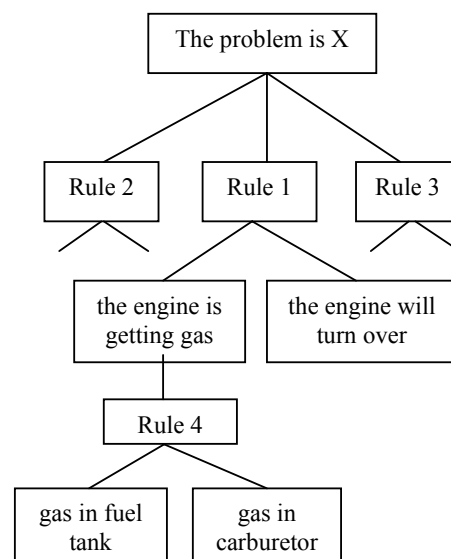 The problem is X
Rule 2
Rule 1
Rule 3
the engine is
getting gas
the engine will
turn over
Rule 4
gas in fuel
tank
gas in
carburetor